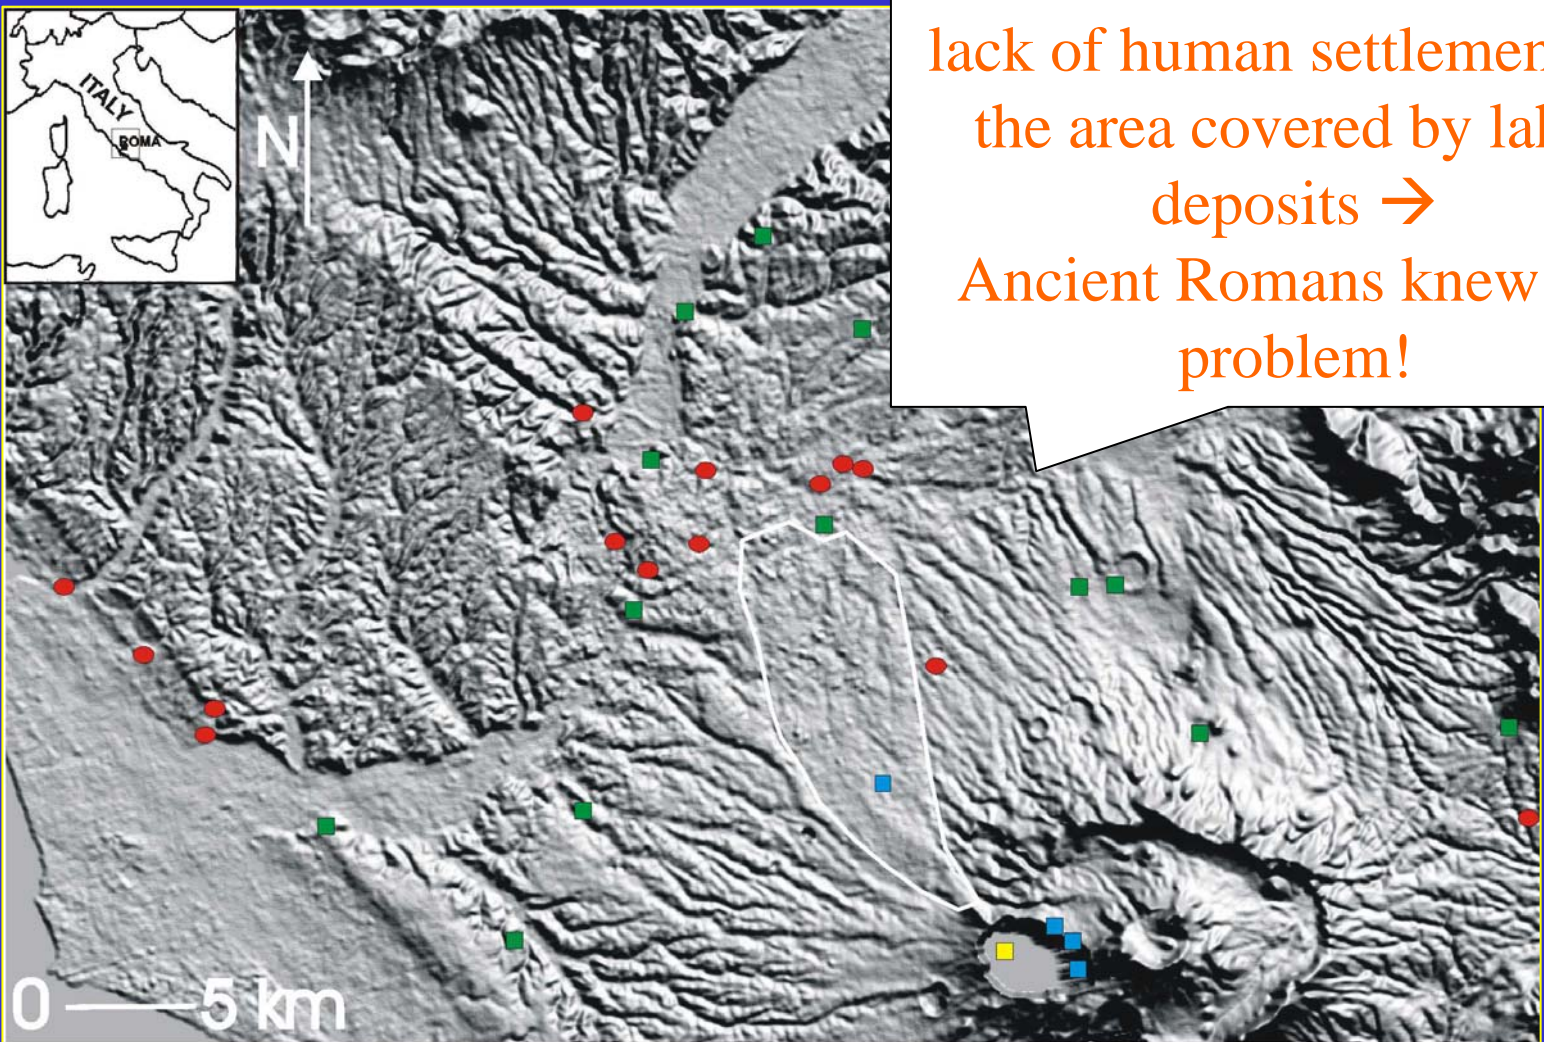 lack of human settlemen
the area covered by la
deposits →
Ancient Romans knew
problem!
ITALY
ROMA
N
0 5 km